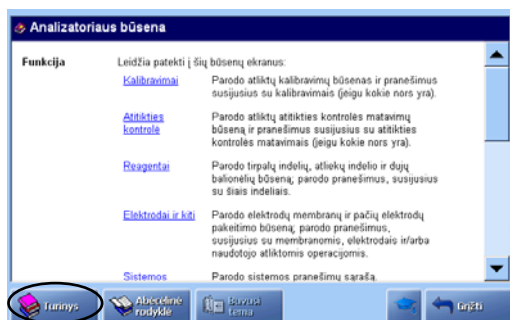 Analizatoriaus būsena
Funkcija Leidžia patekti į šių būsenų ekranus:
Kalibravimai Parodo atliktų kalibravimų būsenas ir pranešimus
susijusius su kalibravimais (jeigu kokie nors yra).
Atitikties Parodo atliktų atitikties kontrolės matavimų
kontrolė būseną ir pranešimus susijusius su atitikties
kontrolės matavimais (jeigu kokie nors yra).
Reagentai Parodo tirpalų indelių, atliekų indelio ir dujų
balionėlių būseną; parodo pranešimus, susijusius
su šiais indeliais.
Elektrodai ir kiti Parodo elektrodų membranų ir pačių elektrodų
pakeitimo būseną; parodo pranešimus,
susijusius su membranomis, elektrodais ir/arba
naudotojo atliktomis operacijomis.
Sistemos Parodo sistemos pranešimų sąrašą.
Turinys Abėcėlinė Buvusi Grįžti
rodyklė tema